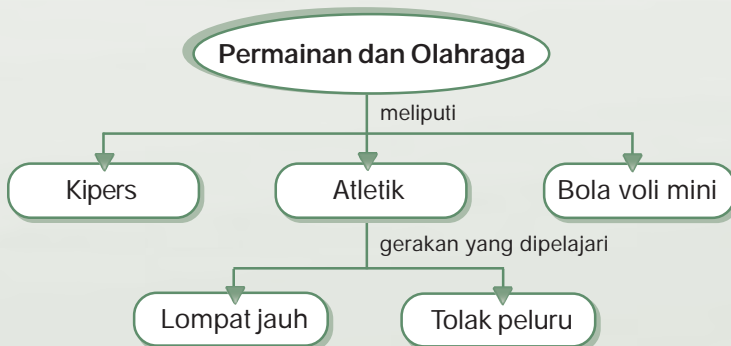 Permainan dan Olahraga
meliputi
Kipers
Atletik
Bola voli mini
gerakan yang dipelajari
Lompat jauh
Tolak peluru